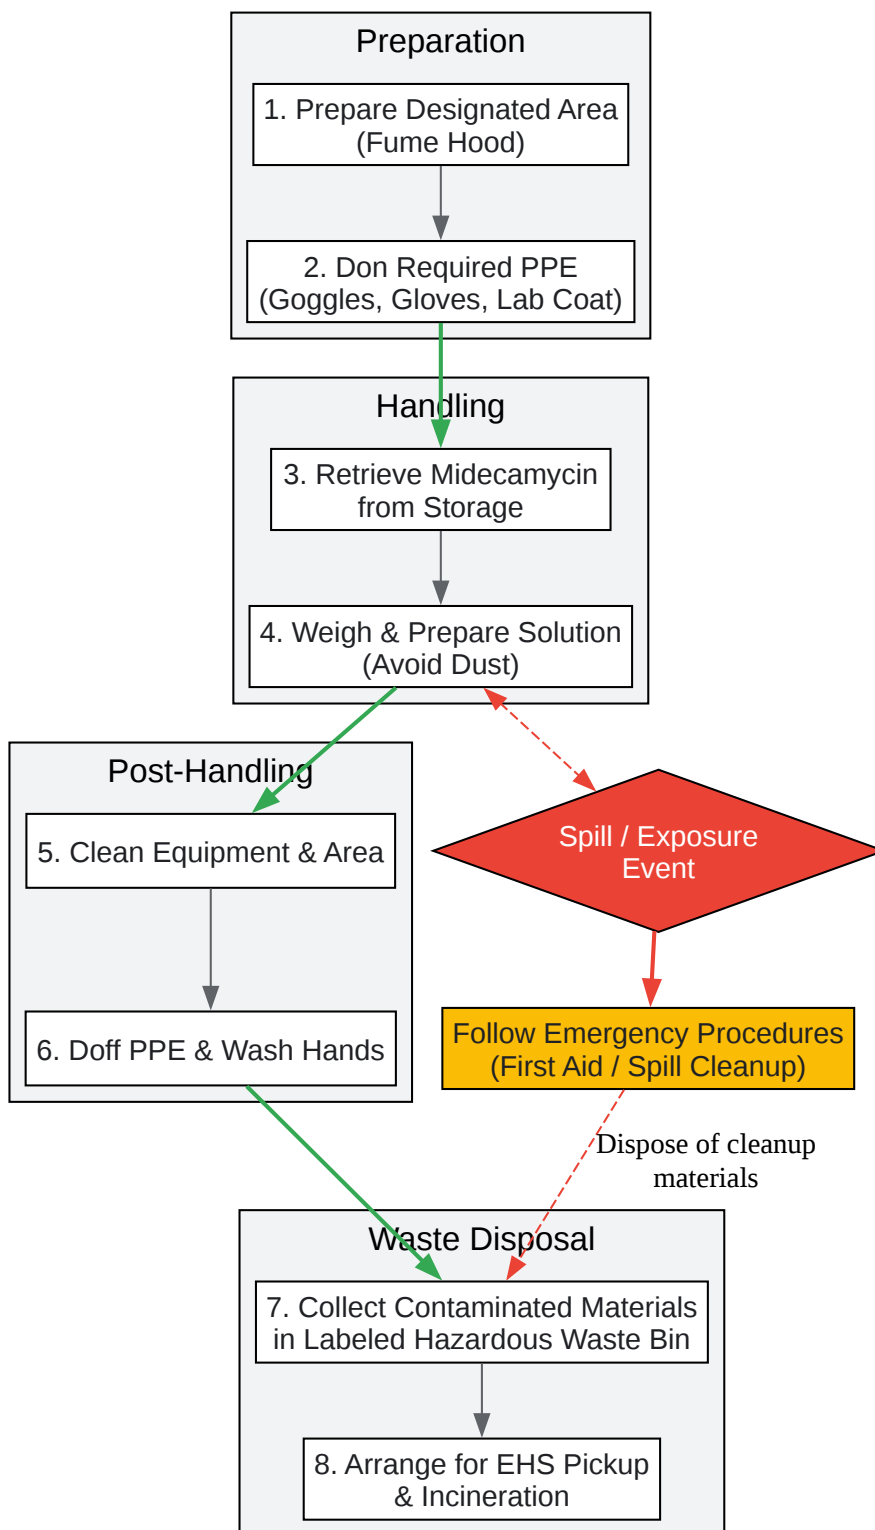 Preparation
1. Prepare Designated Area
(Fume Hood)
2. Don Required PPE
(Goggles, Gloves, Lab Coat)
Handling
3. Retrieve Midecamycin
from Storage
4. Weigh & Prepare Solution
(Avoid Dust)
Post-Handling
5. Clean Equipment & Area
6. Doff PPE & Wash Hands
Spill / Exposure
Event
Follow Emergency Procedures
(First Aid / Spill Cleanup)
Dispose of cleanup
materials
Waste Disposal
7. Collect Contaminated Materials
in Labeled Hazardous Waste Bin
8. Arrange for EHS Pickup
& Incineration